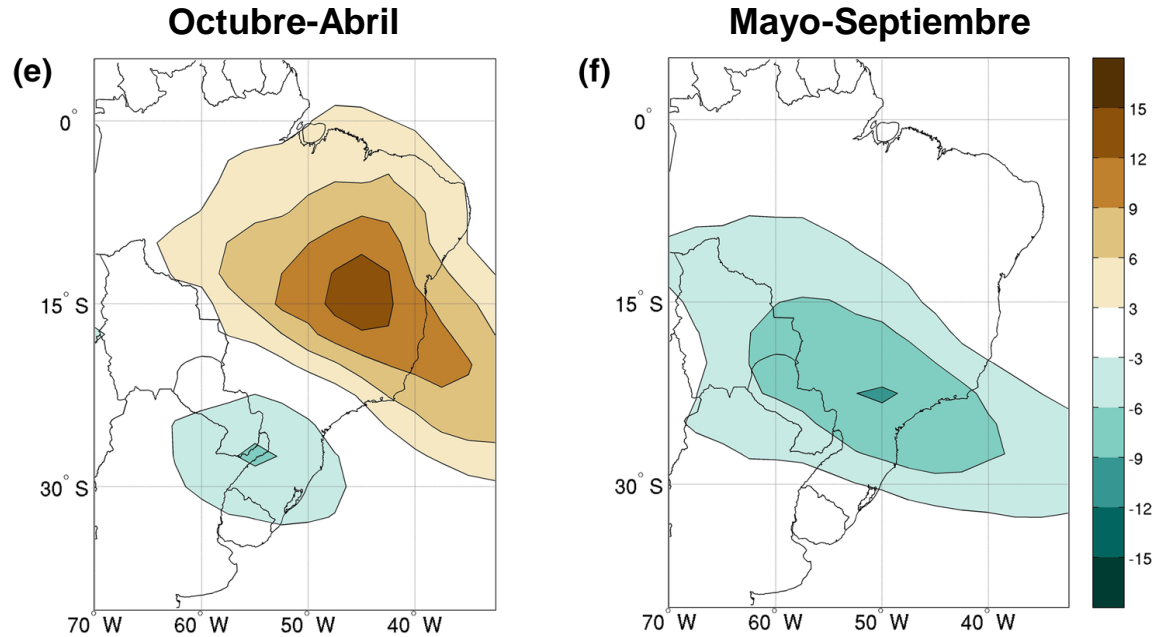 Octubre-Abril
Mayo-Septiembre
(e)
(f)
0°
15° S
30° S
70° W
60° W
50° W
40° W
0°
15° S
30° S
70° W
60° W
50° W
40° W
15
12
9
6
3
-3
-6
-9
-12
-15